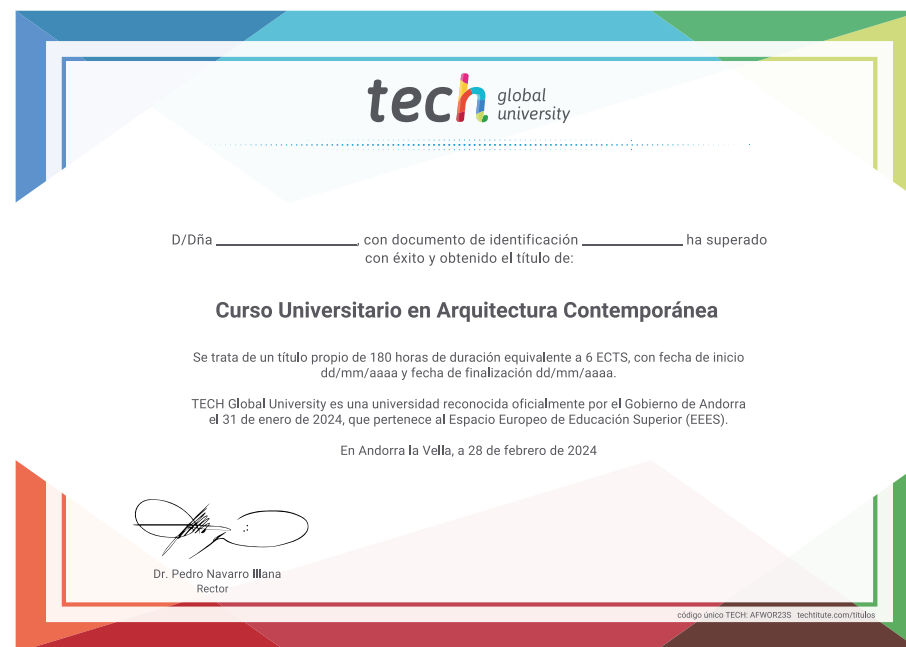 tech global university
D/Dña ____________________, con documento de identificación ______________ ha superado
con éxito y obtenido el título de:
Curso Universitario en Arquitectura Contemporánea
Se trata de un título propio de 180 horas de duración equivalente a 6 ECTS, con fecha de inicio
dd/mm/aaaa y fecha de finalización dd/mm/aaaa.
TECH Global University es una universidad reconocida oficialmente por el Gobierno de Andorra
el 31 de enero de 2024, que pertenece al Espacio Europeo de Educación Superior (EEES).
En Andorra la Vella, a 28 de febrero de 2024
Dr. Pedro Navarro Illana
Rector
código único TECH: AFWOR23S techtitute.com/titulos